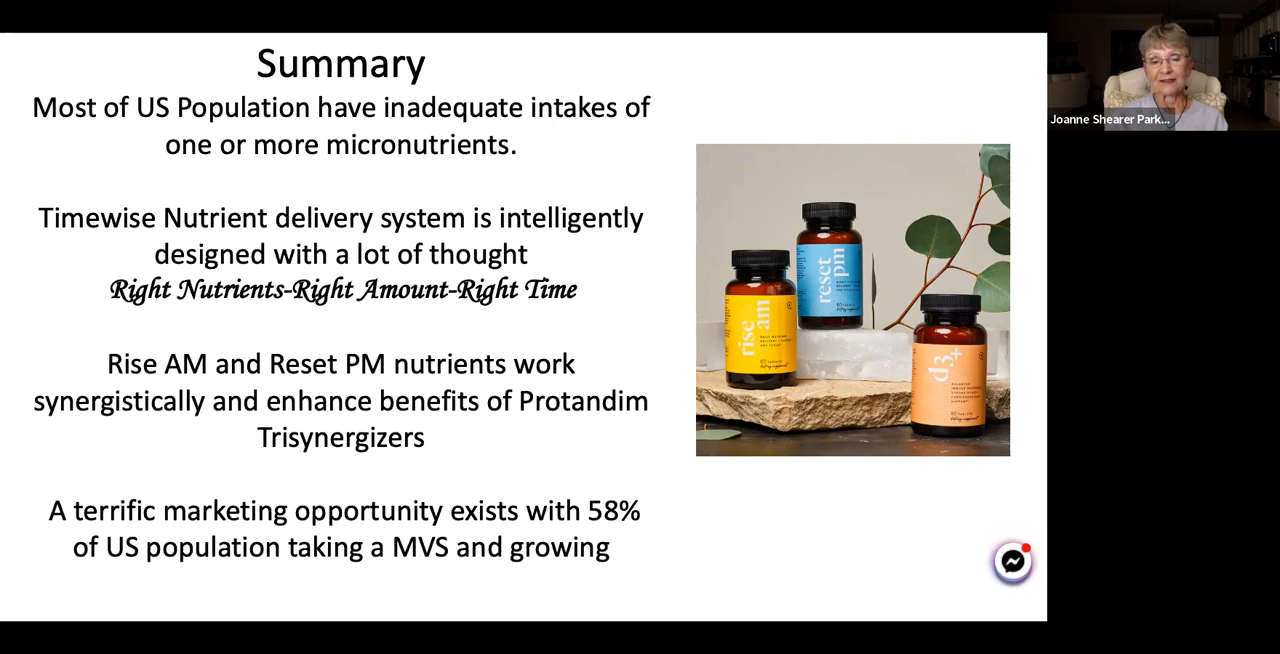 Summary
Most of US Population have inadequate intakes of
one or more micronutrients.
Timewise Nutrient delivery system is intelligently
designed with a lot of thought
Right Nutrients-Right Amount-Right Time
Rise AM and Reset PM nutrients work
synergistically and enhance benefits of Protandim
Trisynergizers
A terrific marketing opportunity exists with 58%
of US population taking a MVS and growing
Joanne Shearer Park...
rise
am
reset
pm
d3+